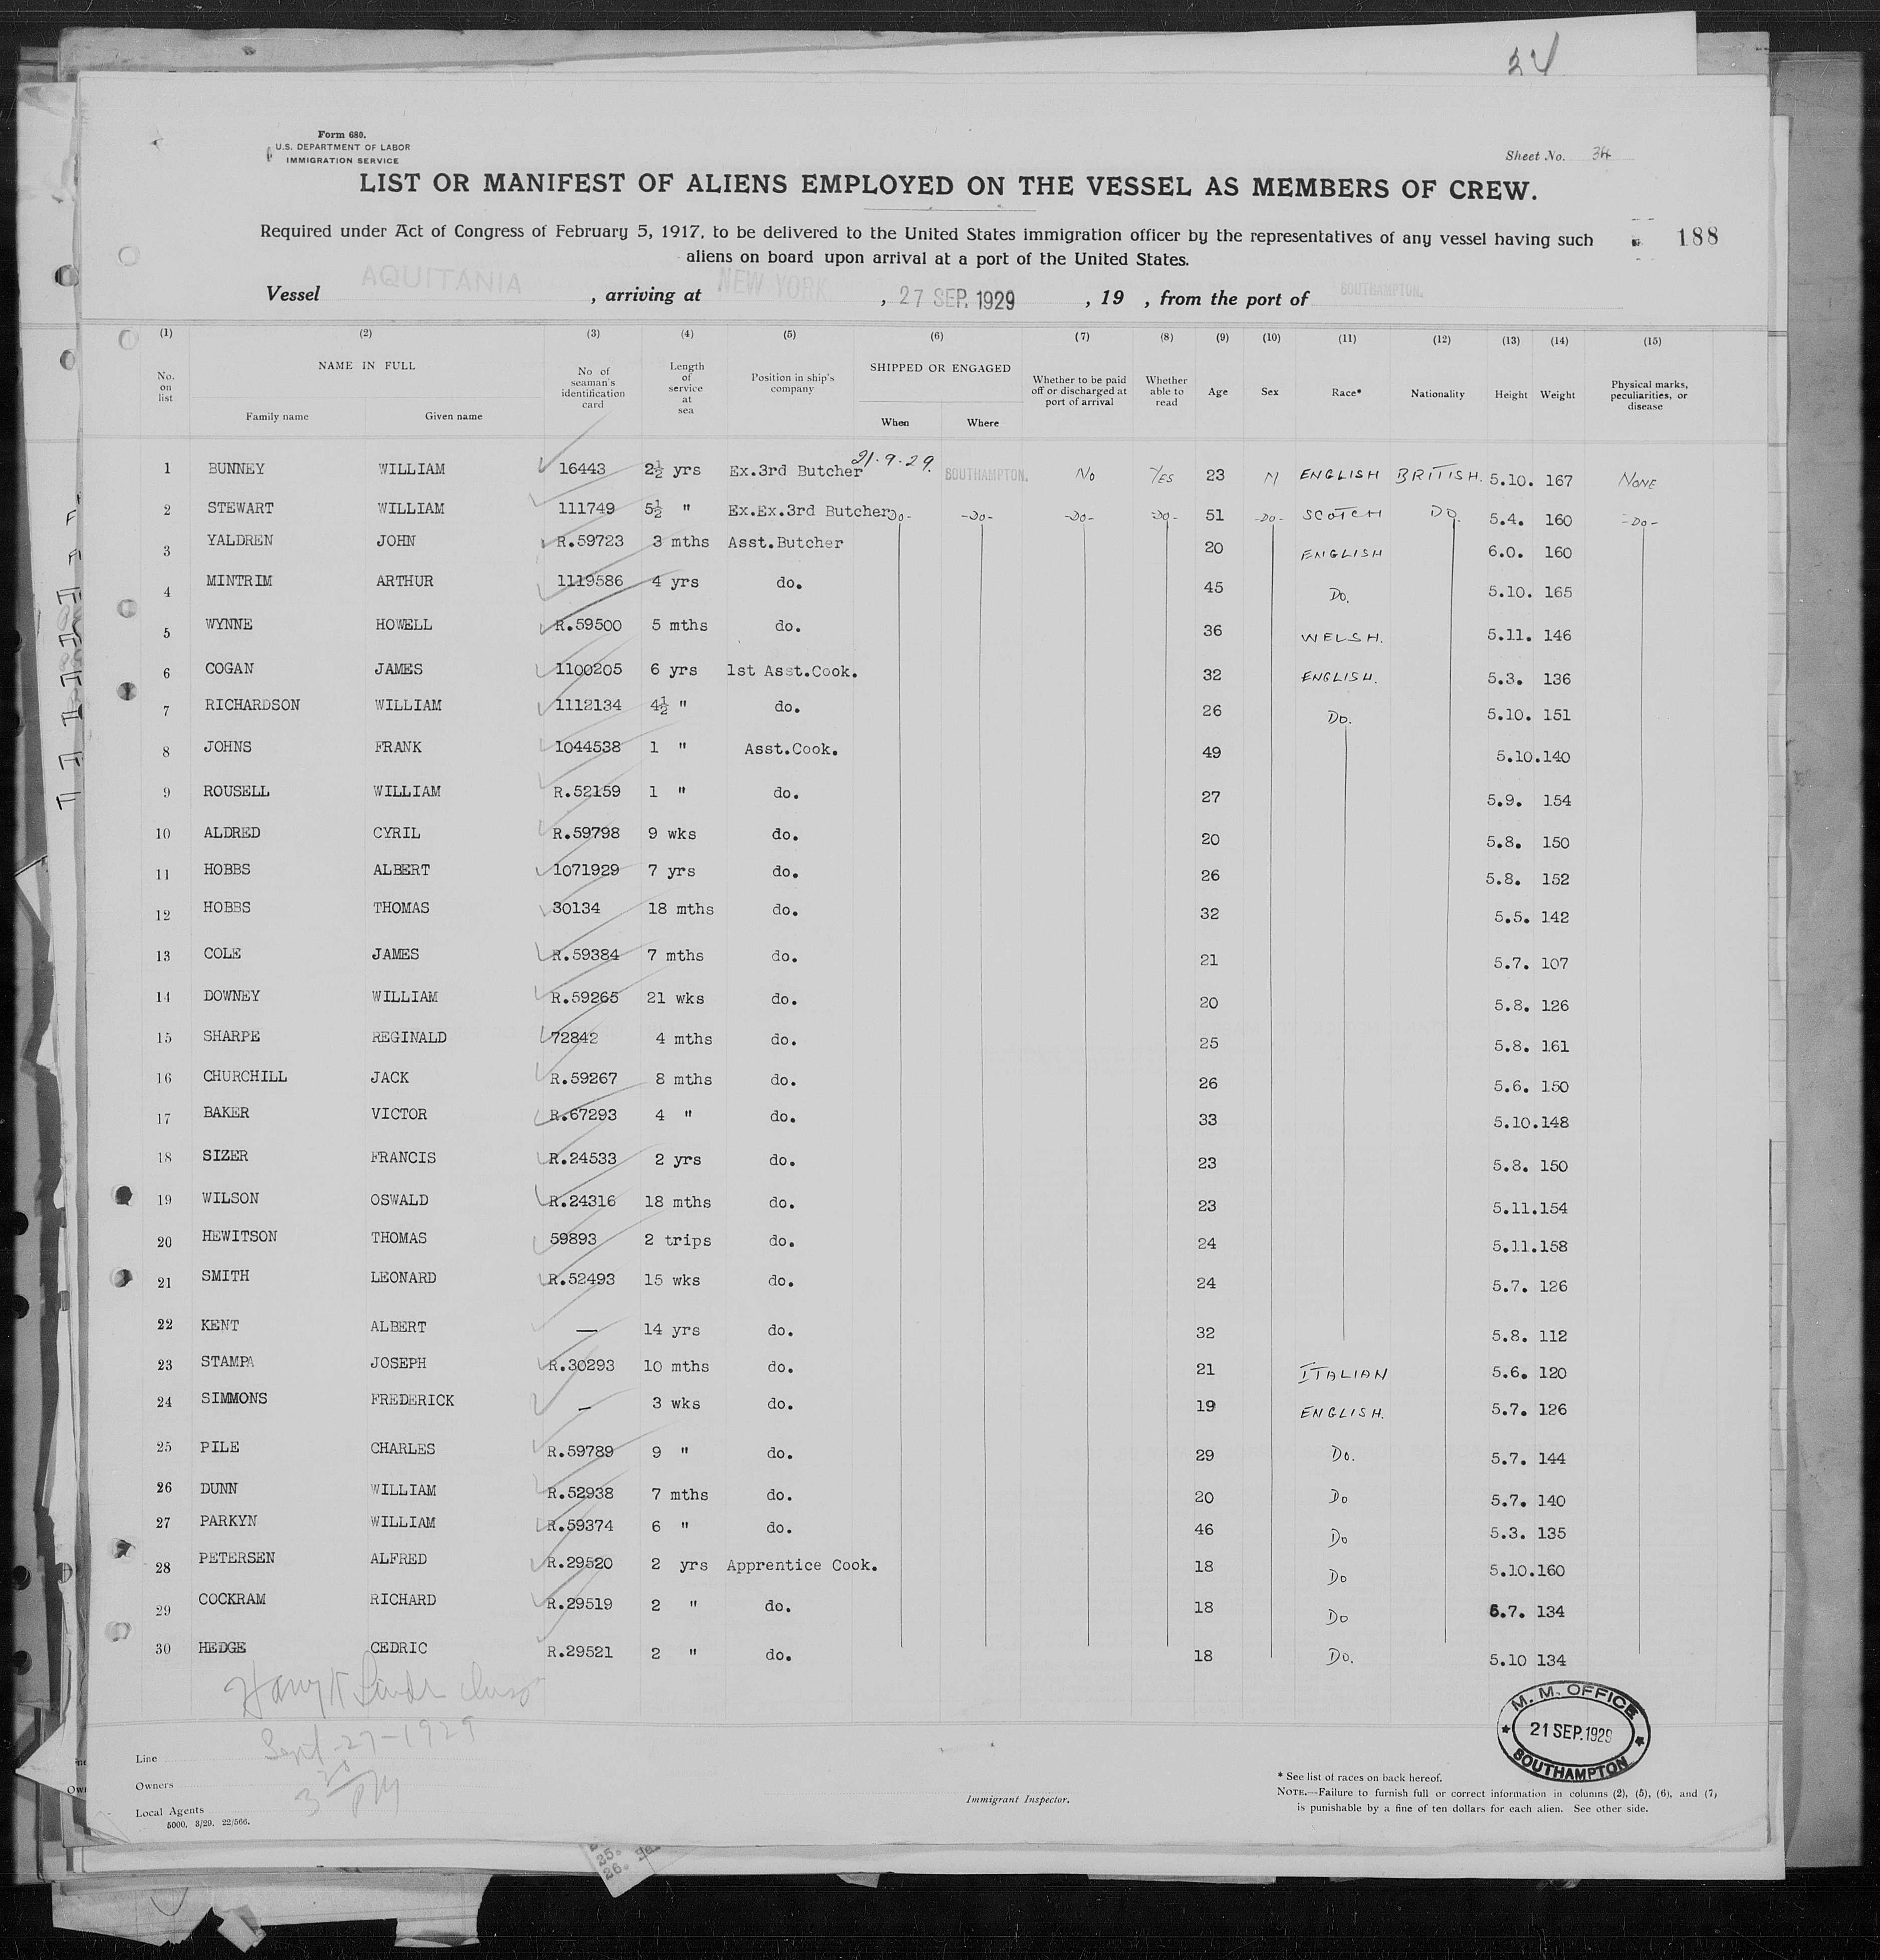 34
Form 680.
U.S. DEPARTMENT OF LABOR
IMMIGRATION SERVICE
Sheet No. 34
LIST OR MANIFEST OF ALIENS EMPLOYED ON THE VESSEL AS MEMBERS OF CREW.
Required under Act of Congress of February 5, 1917, to be delivered to the United States immigration officer by the representatives of any vessel having such
aliens on board upon arrival at a port of the United States.
188
Vessel AQUITANIA , arriving at NEW YORK , 27 SEP. 1929 , 19 , from the port of SOUTHAMPTON.
(1) (2) (3) (4) (5) (6) (7) (8) (9) (10) (11) (12) (13) (14) (15)
No. on list NAME IN FULL Family name Given name No of seaman's identification card Length of service at sea Position in ship's company SHIPPED OR ENGAGED When Where Whether to be paid off or discharged at port of arrival Whether able to read Age Sex Race* Nationality Height Weight Physical marks, peculiarities, or disease
1 BUNNEY WILLIAM 16443 2½ yrs Ex.3rd Butcher 21.9.29. SOUTHAMPTON. NO YES 23 M ENGLISH BRITISH. 5.10. 167 NONE
2 STEWART WILLIAM 111749 5½ " Ex.Ex.3rd Butcher -Do- -Do- -Do- -Do- 51 -Do- SCOTCH DO. 5.4. 160 -Do-
3 YALDREN JOHN R.59723 3 mths Asst.Butcher 20 ENGLISH 6.0. 160
4 MINTRIM ARTHUR 1119586 4 yrs do. 45 Do. 5.10. 165
5 WYNNE HOWELL R.59500 5 mths do. 36 WELSH. 5.11. 146
6 COGAN JAMES 1100205 6 yrs 1st Asst.Cook. 32 ENGLISH. 5.3. 136
7 RICHARDSON WILLIAM 1112134 4½ " do. 26 Do. 5.10. 151
8 JOHNS FRANK 1044538 1 " Asst.Cook. 49 5.10.140
9 ROUSELL WILLIAM R.52159 1 " do. 27 5.9. 154
10 ALDRED CYRIL R.59798 9 wks do. 20 5.8. 150
11 HOBBS ALBERT 1071929 7 yrs do. 26 5.8. 152
12 HOBBS THOMAS 30134 18 mths do. 32 5.5. 142
13 COLE JAMES R.59384 7 mths do. 21 5.7. 107
14 DOWNEY WILLIAM R.59265 21 wks do. 20 5.8. 126
15 SHARPE REGINALD 72842 4 mths do. 25 5.8. 161
16 CHURCHILL JACK R.59267 8 mths do. 26 5.6. 150
17 BAKER VICTOR R.67293 4 " do. 33 5.10.148
18 SIZER FRANCIS R.24533 2 yrs do. 23 5.8. 150
19 WILSON OSWALD R.24316 18 mths do. 23 5.11.154
20 HEWITSON THOMAS 59893 2 trips do. 24 5.11.158
21 SMITH LEONARD R.52493 15 wks do. 24 5.7. 126
22 KENT ALBERT — 14 yrs do. 32 5.8. 112
23 STAMPA JOSEPH R.30293 10 mths do. 21 ITALIAN 5.6. 120
24 SIMMONS FREDERICK — 3 wks do. 19 ENGLISH. 5.7. 126
25 PILE CHARLES R.59789 9 " do. 29 Do. 5.7. 144
26 DUNN WILLIAM R.52938 7 mths do. 20 Do 5.7. 140
27 PARKYN WILLIAM R.59374 6 " do. 46 Do 5.3. 135
28 PETERSEN ALFRED R.29520 2 yrs Apprentice Cook. 18 Do 5.10.160
29 COCKRAM RICHARD R.29519 2 " do. 18 Do 5.7. 134
30 HEDGE CEDRIC R.29521 2 " do. 18 Do. 5.10 134
Sept-27-1929
3 30 PM
M. M. OFFICE
21 SEP. 1929
SOUTHAMPTON
Line
Owners
Local Agents
5000. 3/29. 22/566.
Immigrant Inspector.
* See list of races on back hereof.
NOTE.—Failure to furnish full or correct information in columns (2), (5), (6), and (7)
is punishable by a fine of ten dollars for each alien. See other side.
25.
26.